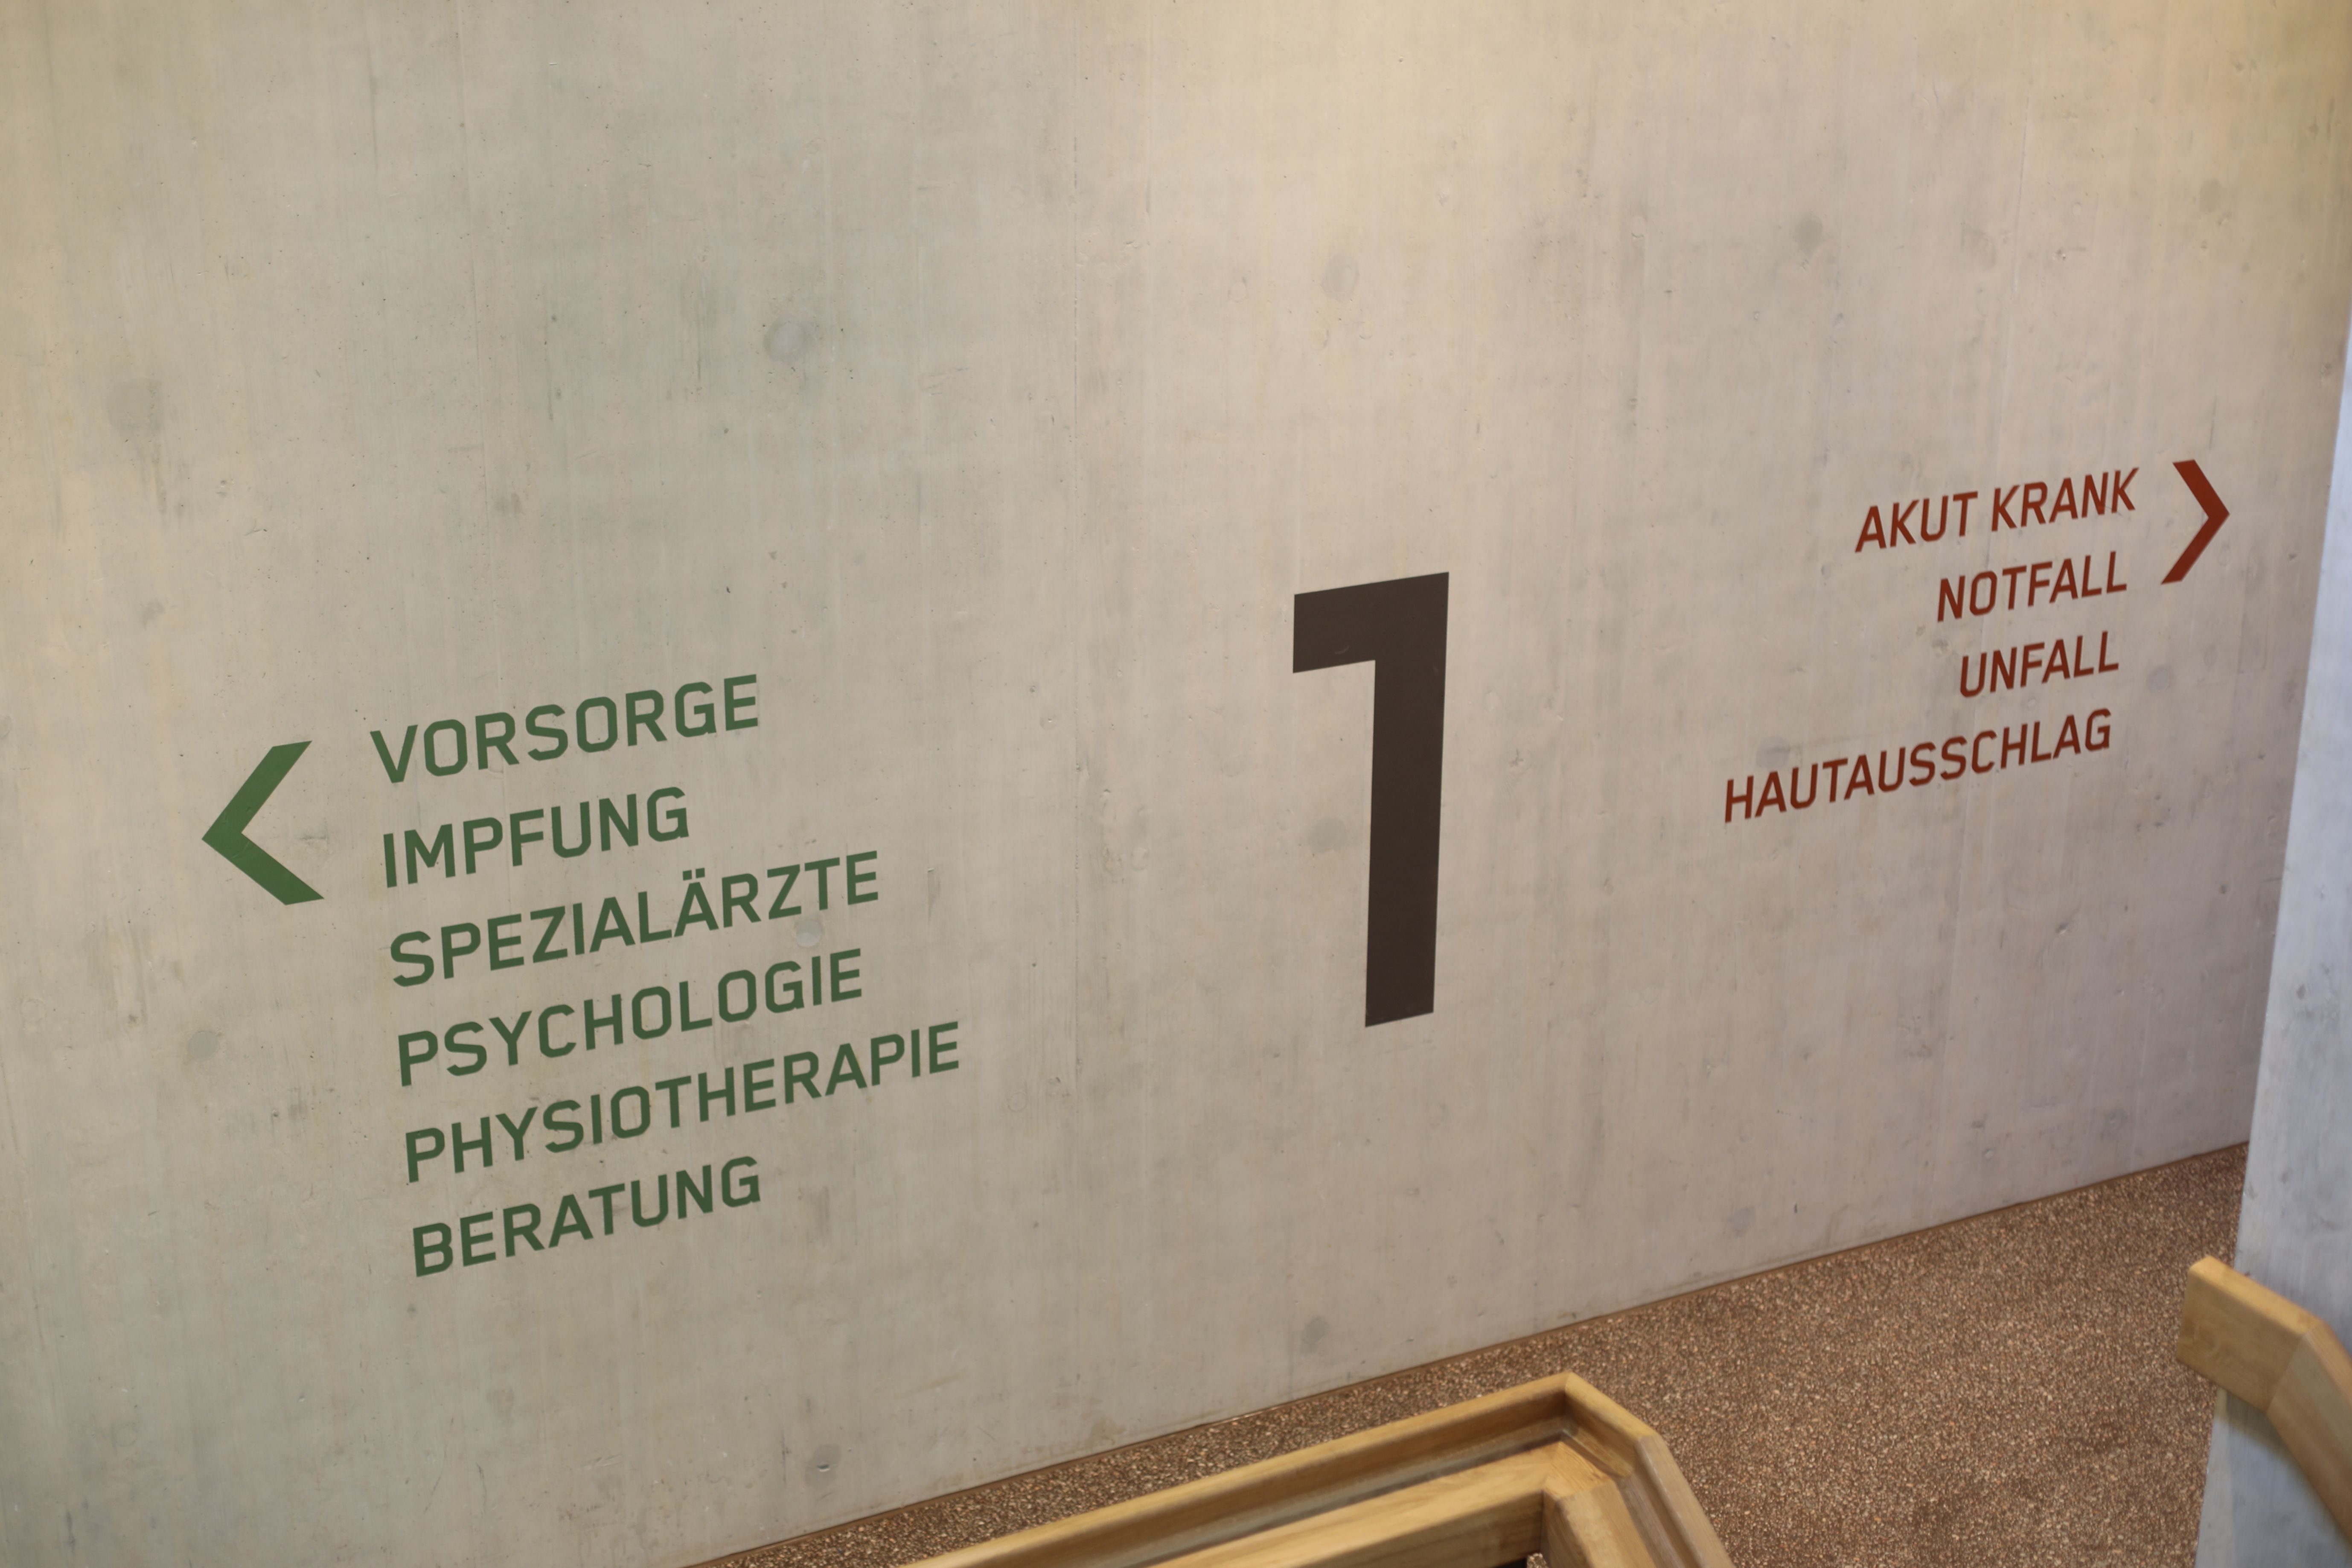 VORSORGE
IMPFUNG
SPEZIALÄRZTE
PSYCHOLOGIE
PHYSIOTHERAPIE
BERATUNG
1
AKUT KRANK
NOTFALL
UNFALL
HAUTAUSSCHLAG